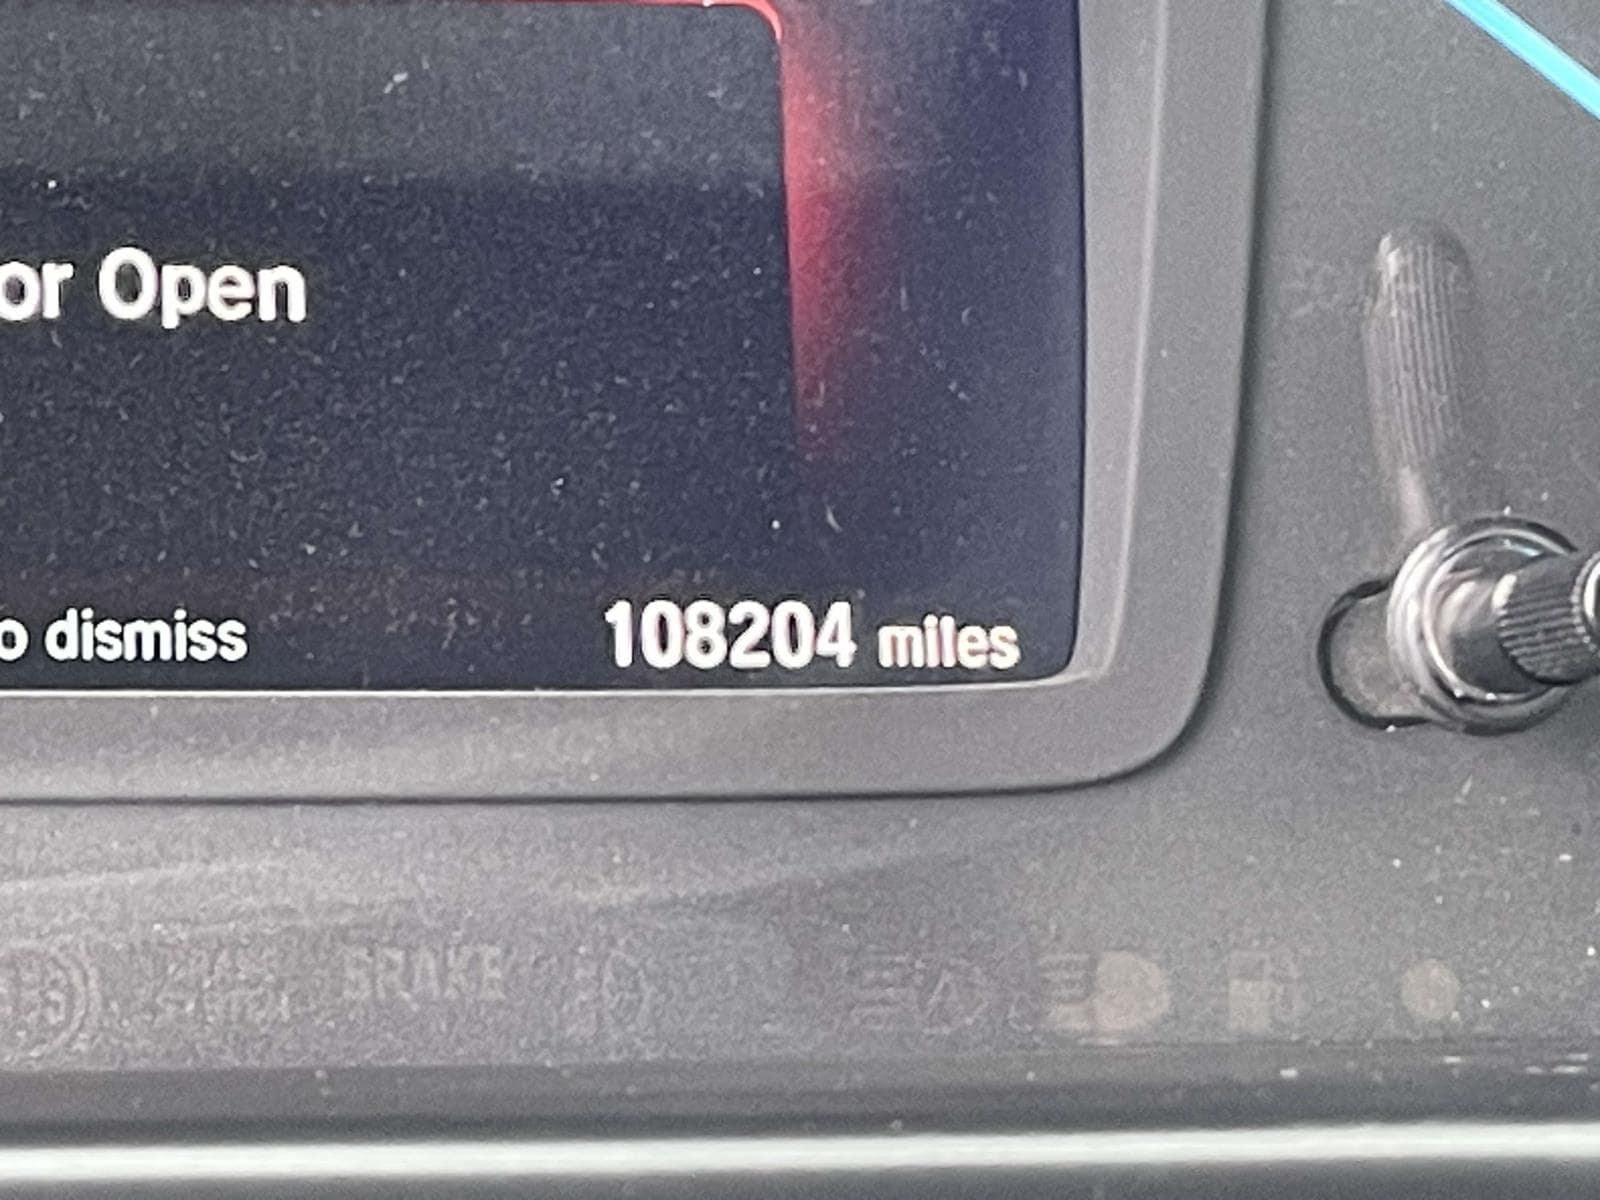 or Open
o dismiss
108204 miles
BRAKE